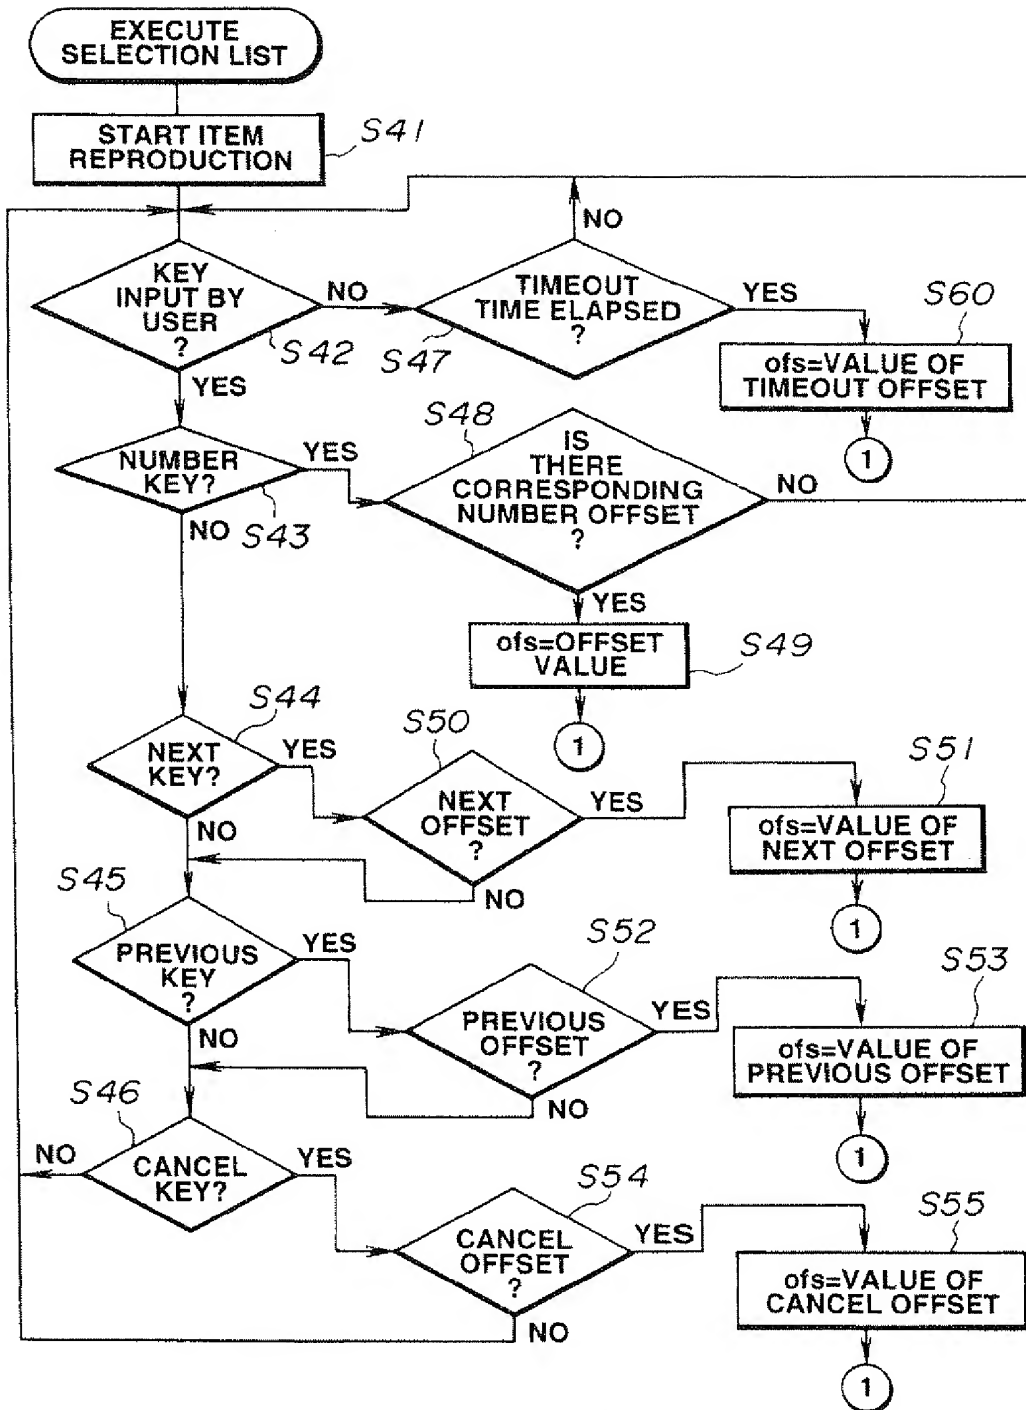 EXECUTE
SELECTION LIST
START ITEM
REPRODUCTION
S41
NO
KEY
INPUT BY
USER
?
NO
S42
YES
TIMEOUT
TIME ELAPSED
?
S47
YES
S60
ofs=VALUE OF
TIMEOUT OFFSET
1
NUMBER
KEY?
YES
S43
NO
S48
IS
THERE
CORRESPONDING
NUMBER OFFSET
?
NO
YES
ofs=OFFSET
VALUE
S49
1
S44
NEXT
KEY?
YES
NO
S50
NEXT
OFFSET
?
YES
NO
S51
ofs=VALUE OF
NEXT OFFSET
1
S45
PREVIOUS
KEY
?
YES
NO
S52
PREVIOUS
OFFSET
?
YES
NO
S53
ofs=VALUE OF
PREVIOUS OFFSET
1
S46
NO
CANCEL
KEY?
YES
S54
CANCEL
OFFSET
?
YES
NO
S55
ofs=VALUE OF
CANCEL OFFSET
1